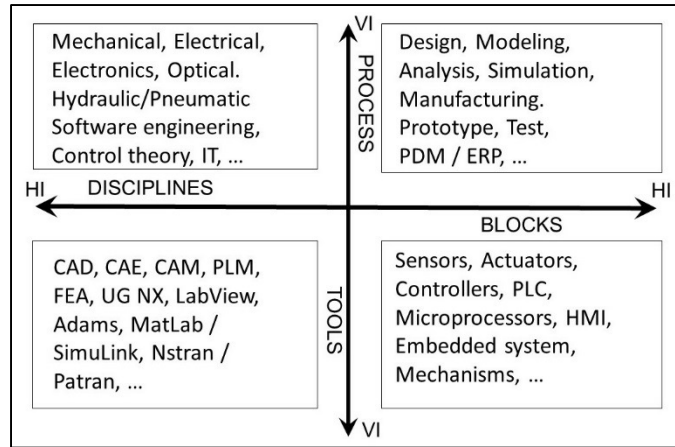 VI
Mechanical, Electrical,
Electronics, Optical.
Hydraulic/Pneumatic
Software engineering,
Control theory, IT, ...
PROCESS
Design, Modeling,
Analysis, Simulation,
Manufacturing.
Prototype, Test,
PDM / ERP, ...
HI
DISCIPLINES
HI
BLOCKS
CAD, CAE, CAM, PLM,
FEA, UG NX, LabView,
Adams, MatLab /
SimuLink, Nstran /
Patran, ...
TOOLS
Sensors, Actuators,
Controllers, PLC,
Microprocessors, HMI,
Embedded system,
Mechanisms, ...
VI